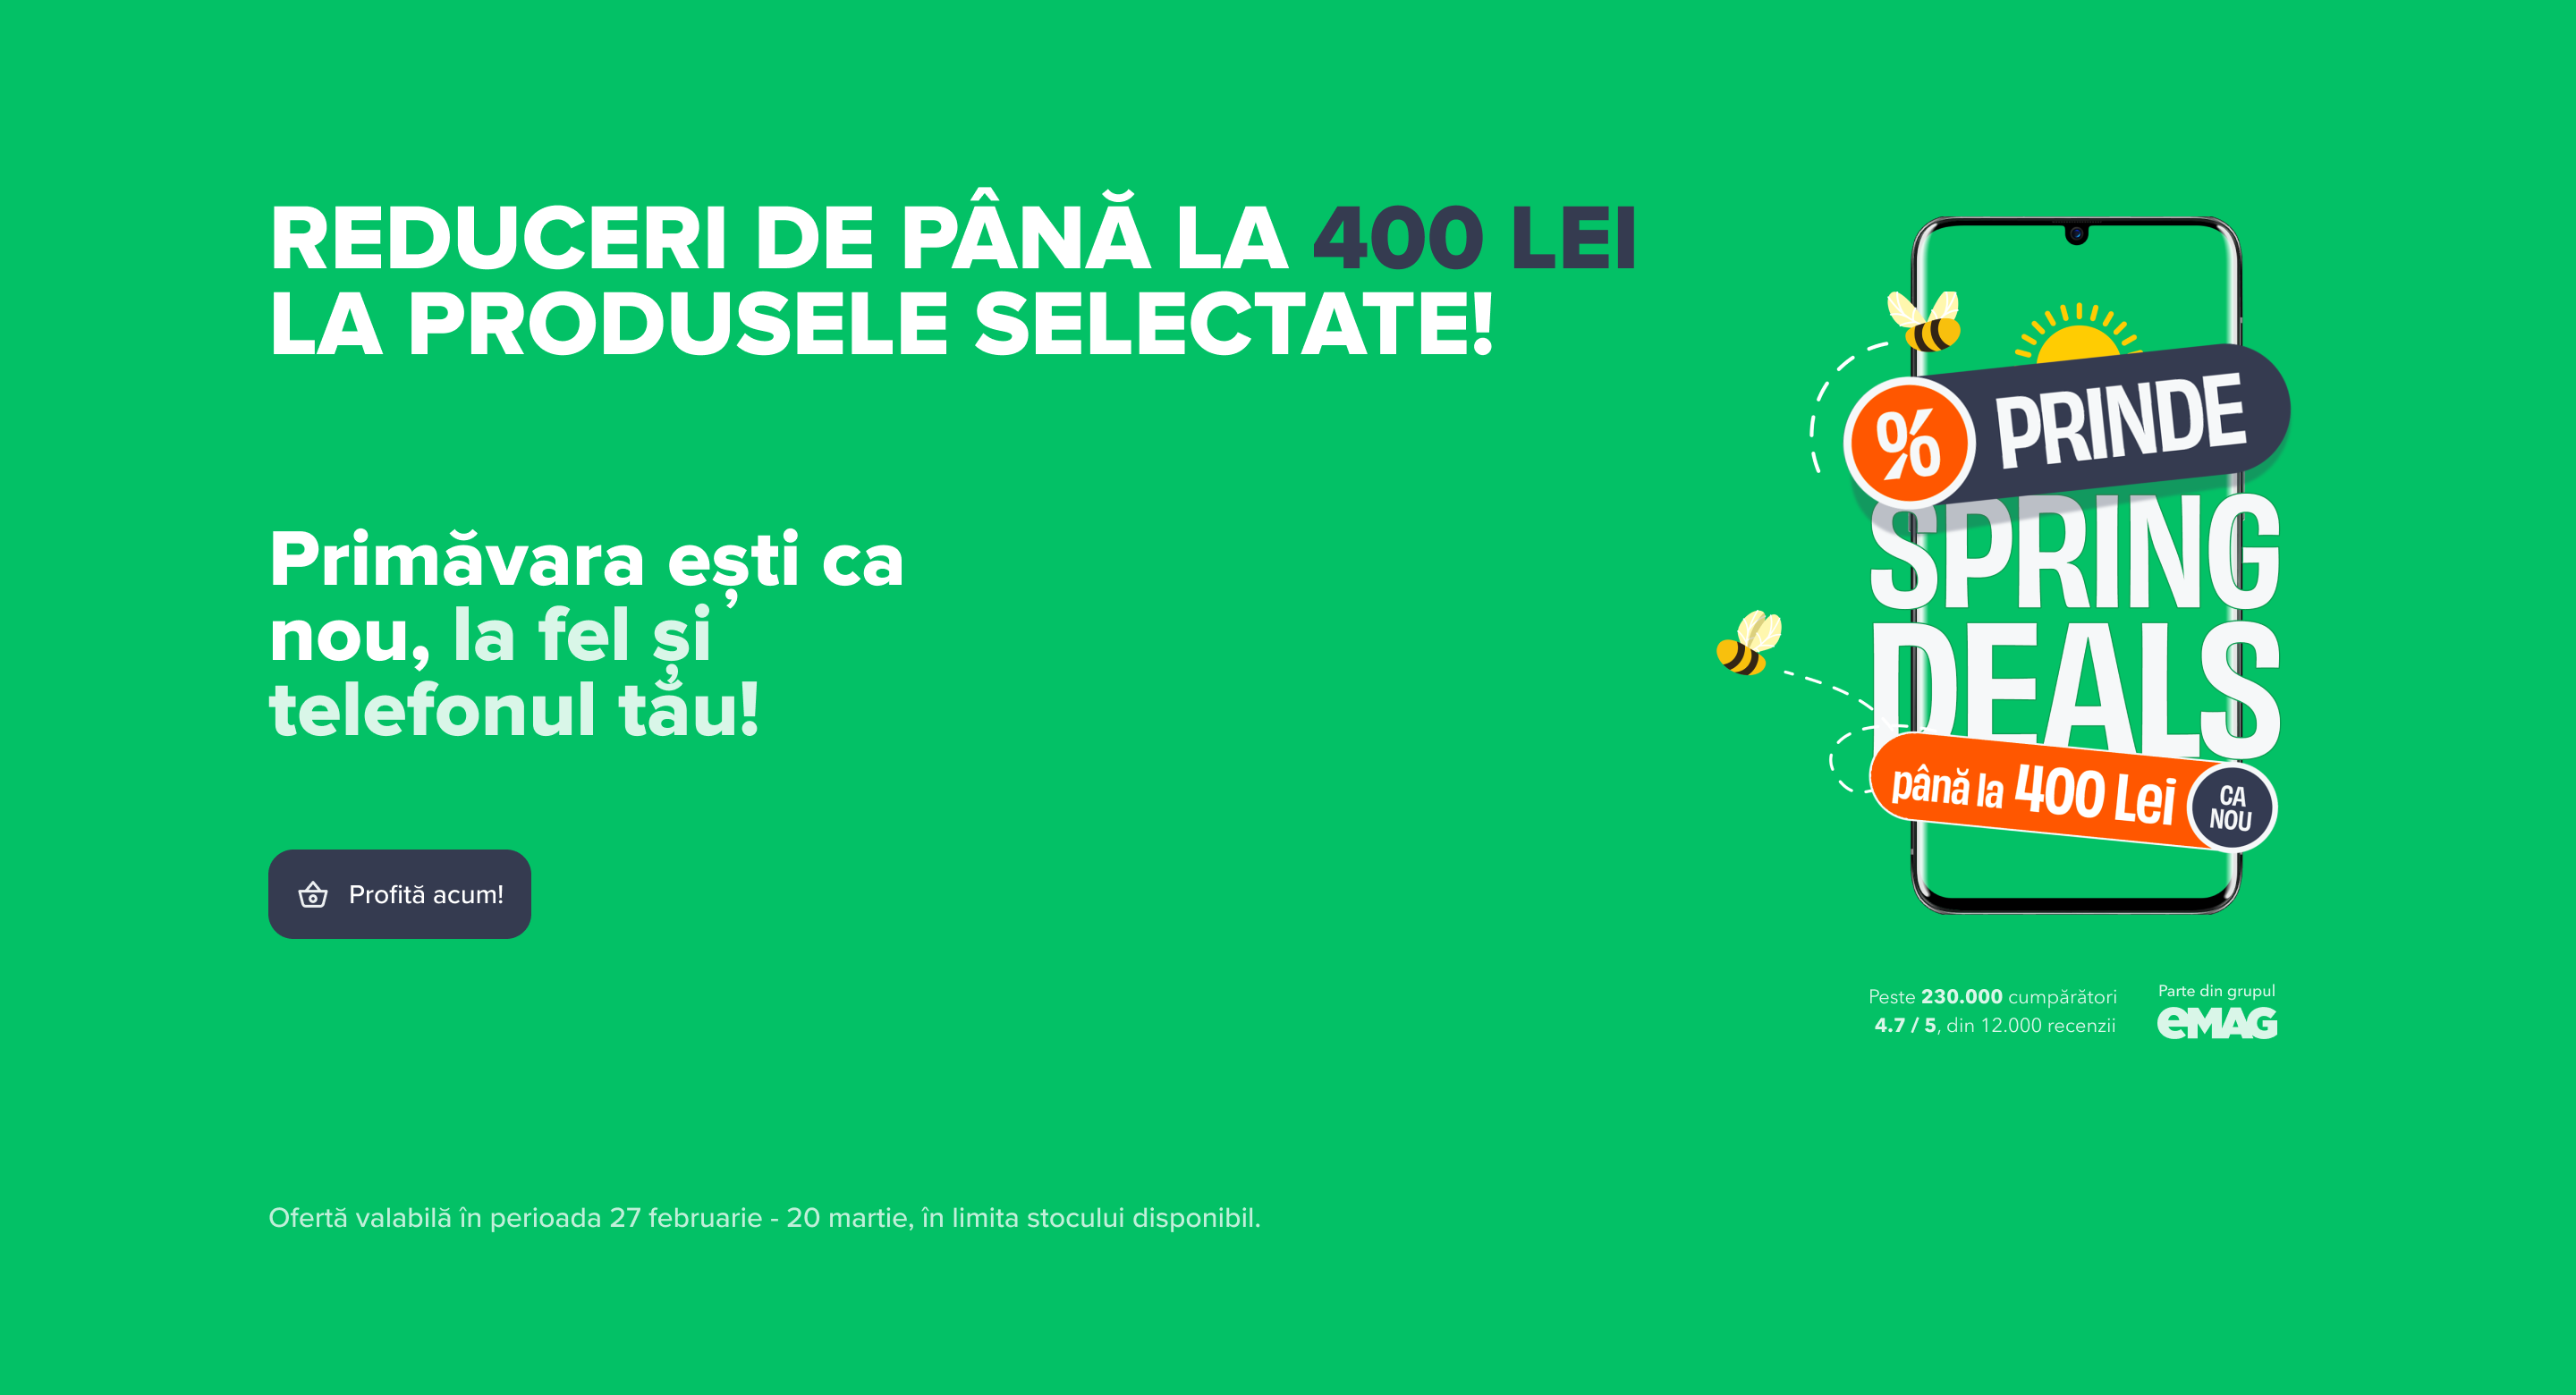 REDUCERI DE PÂNĂ LA 400 LEI
LA PRODUSELE SELECTATE!
Primăvara ești ca
nou, la fel și
telefonul tău!
Profită acum!
% PRINDE
SPRING
DEALS
până la 400 Lei
CA
NOU
Peste 230.000 cumpărători
4.7 / 5, din 12.000 recenzii
Parte din grupul
eMAG
Ofertă valabilă în perioada 27 februarie - 20 martie, în limita stocului disponibil.